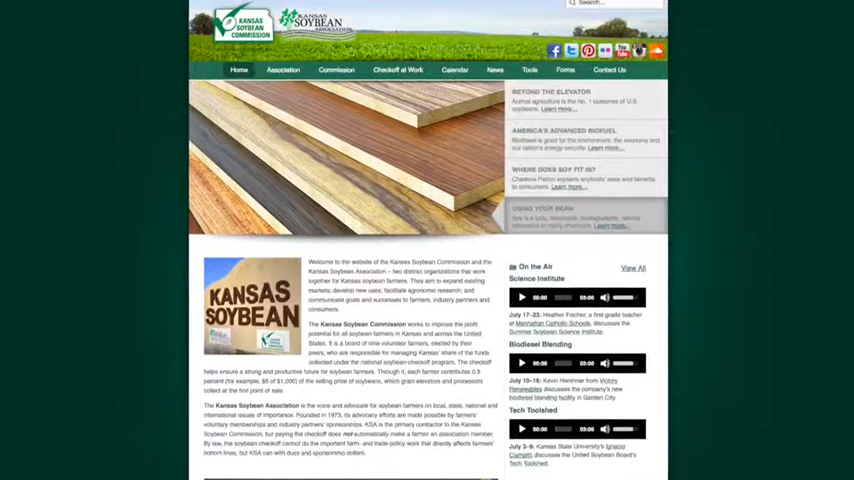 Search...
KANSAS
SOYBEAN
COMMISSION
KANSAS
SOYBEAN
ASSOCIATION
Home Association Commission Checkoff at Work Calendar News Tools Forms Contact Us
BEYOND THE ELEVATOR
Animal agriculture is the No. 1 customer of U.S.
soybeans. Learn more...
AMERICA'S ADVANCED BIOFUEL
Biodiesel is good for the environment, the economy and
our nation's energy security. Learn more...
WHERE DOES SOY FIT IN?
Charlene Patton explains soyfoods' ease and benefits
to consumers. Learn more...
USING YOUR BEAN
Learn more...
KANSAS
SOYBEAN
Welcome to the website of the Kansas Soybean Commission and the
Kansas Soybean Association – two distinct organizations that work
together for Kansas soybean farmers. They aim to expand existing
markets; develop new uses; facilitate agronomic research; and
communicate goals and successes to farmers, industry partners and
consumers.
The Kansas Soybean Commission works to improve the profit
potential for all soybean farmers in Kansas and across the United
States. It is a board of nine volunteer farmers, elected by their
peers, who are responsible for managing Kansas' share of the funds
collected under the national soybean-checkoff program. The checkoff
helps ensure a strong and productive future for soybean farmers. Through it, each farmer contributes 0.5
percent (for example, $5 of $1,000) of the selling price of soybeans, which grain elevators and processors
collect at the first point of sale.
The Kansas Soybean Association is the voice and advocate for soybean farmers on local, state, national and
international issues of importance. Founded in 1973, its advocacy efforts are made possible by farmers'
voluntary memberships and industry partners' sponsorships. KSA is the primary contractor to the Kansas
Soybean Commission, but paying the checkoff does not automatically make a farmer an association member.
By law, the soybean checkoff cannot do the important farm- and trade-policy work that directly affects farmers'
bottom lines, but KSA can with dues and sponsorship dollars.
On the Air View All
Science Institute
00:00 00:00
July 17–23: Heather Fischer, a first-grade teacher
at Manhattan Catholic Schools, discusses the
Summer Soybean Science Institute.
Biodiesel Blending
00:00 00:00
July 10–16: Kevin Hershner from Victory
Renewables discusses the company's new
biodiesel blending facility in Garden City.
Tech Toolshed
00:00 00:00
July 3–9: Kansas State University's Ignacio
Ciampitti discusses the United Soybean Board's
Tech Toolshed.